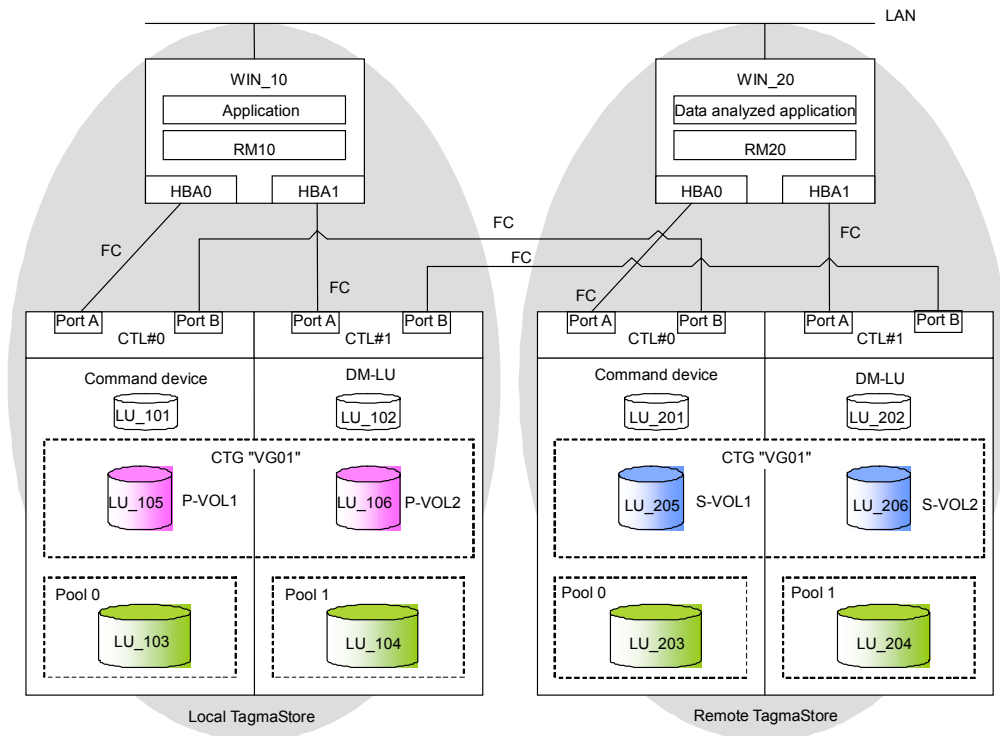 LAN
WIN_10
Application
RM10
HBA0
HBA1
WIN_20
Data analyzed application
RM20
HBA0
HBA1
FC
FC
FC
FC
FC
FC
Port A
Port B
Port A
Port B
CTL#0
CTL#1
Port A
Port B
Port A
Port B
CTL#0
CTL#1
Command device
DM-LU
LU_101
LU_102
CTG "VG01"
LU_105
P-VOL1
LU_106
P-VOL2
Pool 0
LU_103
Pool 1
LU_104
Local TagmaStore
Command device
DM-LU
LU_201
LU_202
CTG "VG01"
LU_205
S-VOL1
LU_206
S-VOL2
Pool 0
LU_203
Pool 1
LU_204
Remote TagmaStore